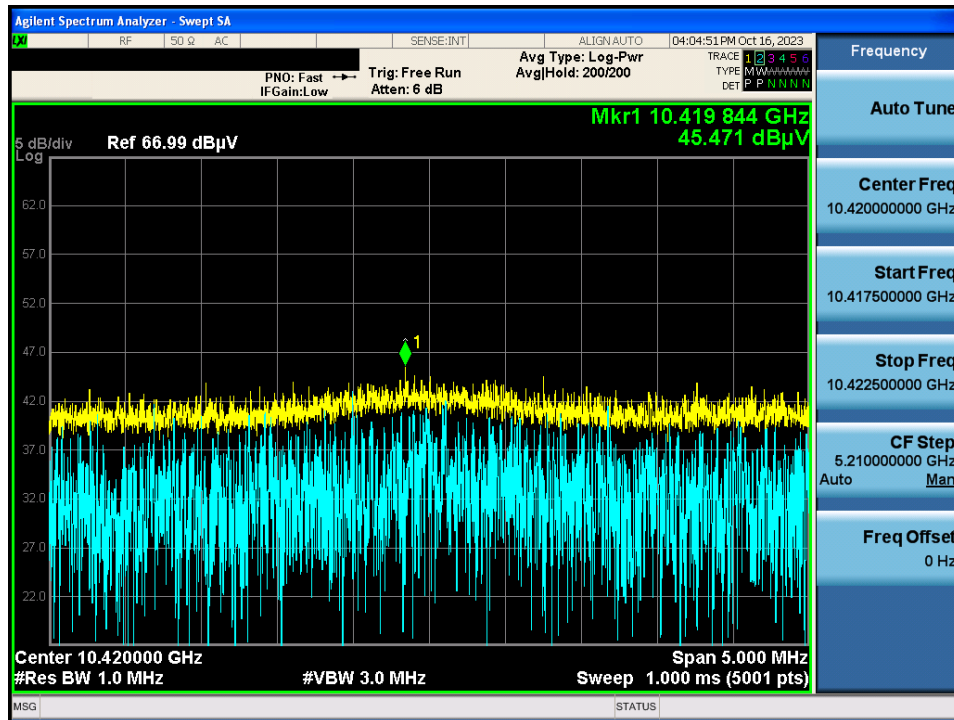 Agilent Spectrum Analyzer - Swept SA
LXI RF 50 Ω AC SENSE:INT ALIGN AUTO 04:04:51 PM Oct 16, 2023
PNO: Fast Trig: Free Run Avg Type: Log-Pwr TRACE 1 2 3 4 5 6
IFGain:Low Atten: 6 dB Avg|Hold: 200/200 TYPE M W
DET P P N N N N
Mkr1 10.419 844 GHz
45.471 dBµV
5 dB/div Ref 66.99 dBµV
Log
62.0
57.0
52.0
47.0
42.0
37.0
32.0
27.0
22.0
1
Center 10.420000 GHz Span 5.000 MHz
#Res BW 1.0 MHz #VBW 3.0 MHz Sweep 1.000 ms (5001 pts)
MSG STATUS
Frequency
Auto Tune
Center Freq
10.420000000 GHz
Start Freq
10.417500000 GHz
Stop Freq
10.422500000 GHz
CF Step
5.210000000 GHz
Auto Man
Freq Offset
0 Hz